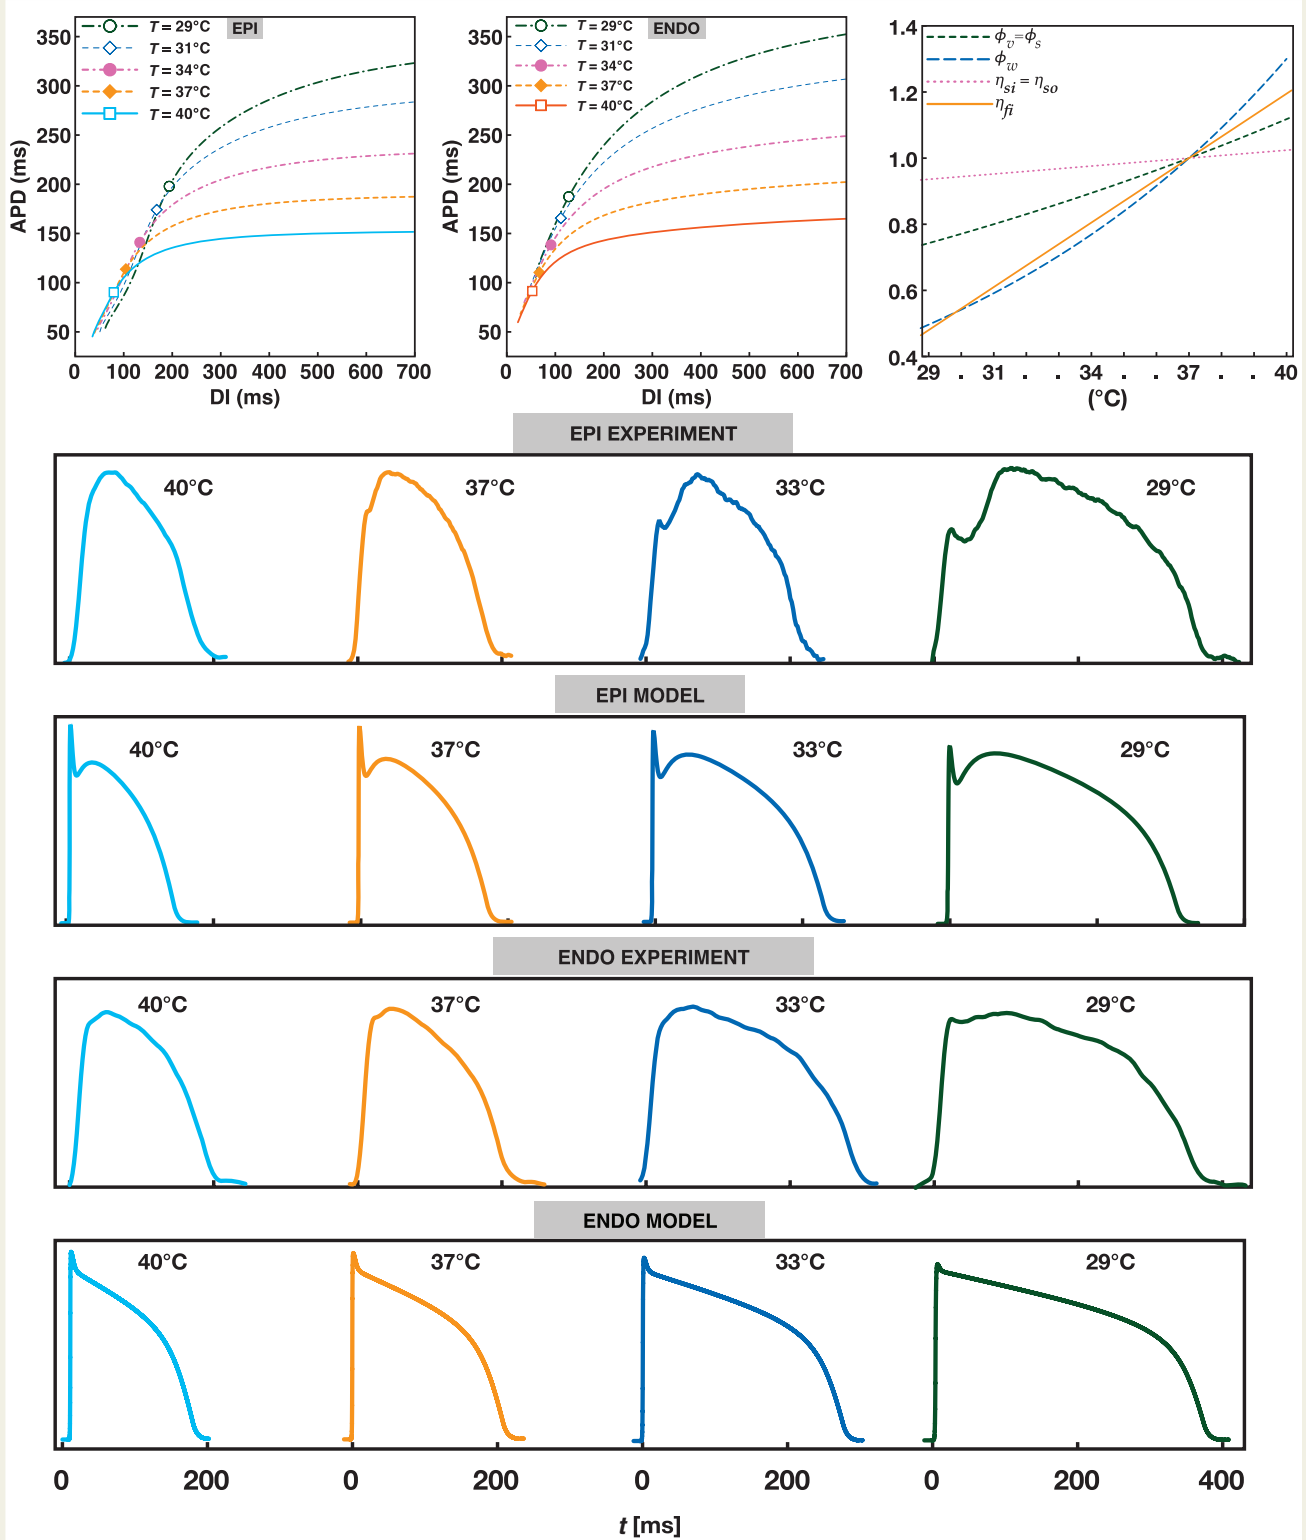 EPI
T = 29°C
T = 31°C
T = 34°C
T = 37°C
T = 40°C
350
300
250
200
150
100
50
APD (ms)
0 100 200 300 400 500 600 700
DI (ms)
ENDO
T = 29°C
T = 31°C
T = 34°C
T = 37°C
T = 40°C
350
300
250
200
150
100
50
APD (ms)
0 100 200 300 400 500 600 700
DI (ms)
ϕv=ϕs
ϕw
ηsi = ηso
ηfi
1.4
1.2
1.0
0.8
0.6
0.4
29 . 31 . . 34 . . 37 . . 40
(°C)
EPI EXPERIMENT
40°C 37°C 33°C 29°C
EPI MODEL
40°C 37°C 33°C 29°C
ENDO EXPERIMENT
40°C 37°C 33°C 29°C
ENDO MODEL
40°C 37°C 33°C 29°C
0 200 0 200 0 200 0 200 400
t [ms]